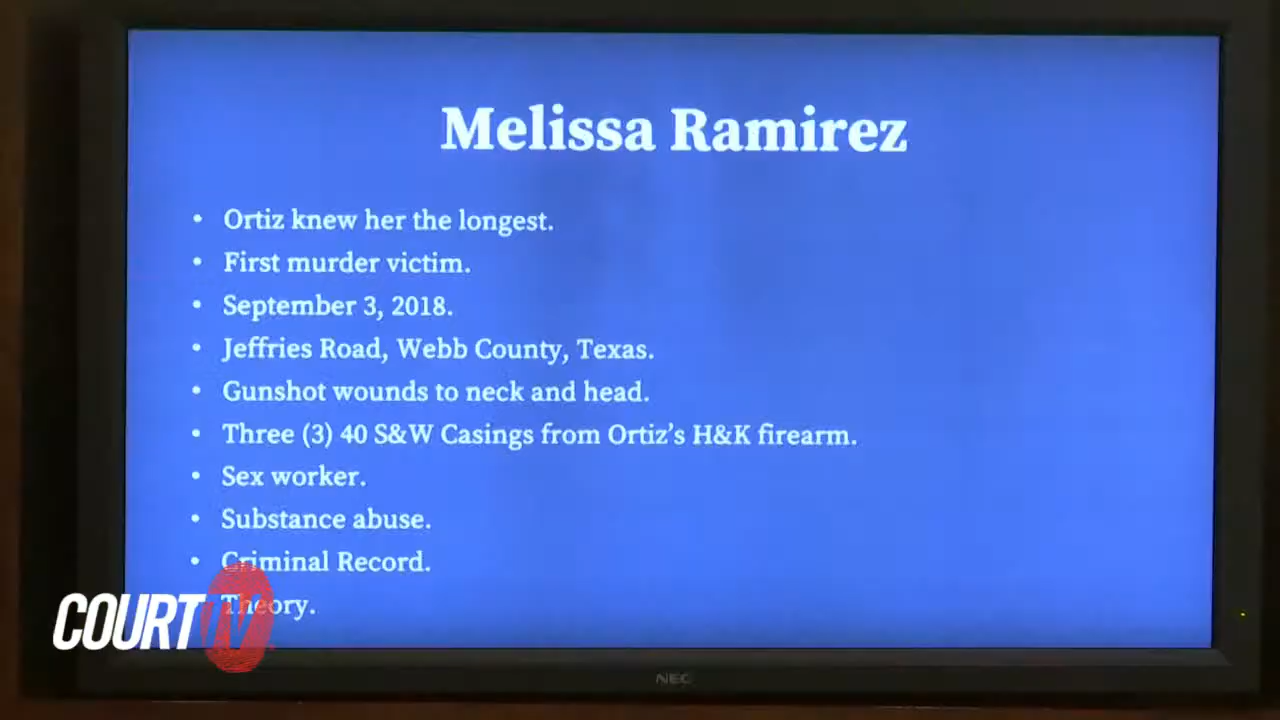 Melissa Ramirez
• Ortiz knew her the longest.
• First murder victim.
• September 3, 2018.
• Jeffries Road, Webb County, Texas.
• Gunshot wounds to neck and head.
• Three (3) 40 S&W Casings from Ortiz's H&K firearm.
• Sex worker.
• Substance abuse.
• Criminal Record.
• Theory.
COURT TV
NEC